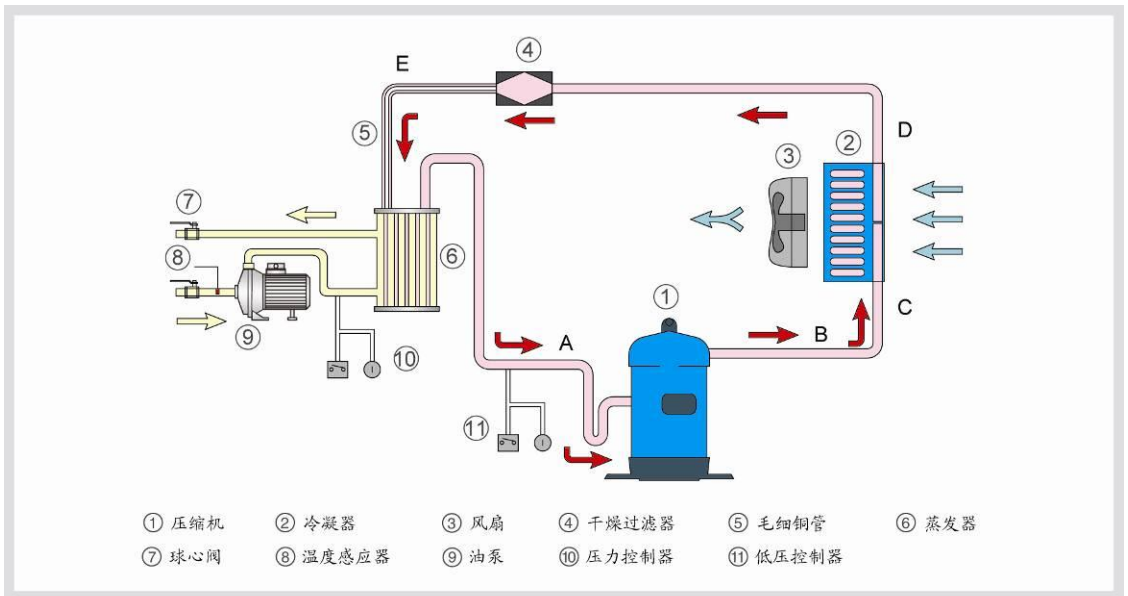 ④
E
⑤
D
③ ②
⑦
⑥
⑧
①
C
⑨
A
B
⑩
⑪
① 压缩机 ② 冷凝器 ③ 风扇 ④ 干燥过滤器 ⑤ 毛细铜管 ⑥ 蒸发器
⑦ 球心阀 ⑧ 温度感应器 ⑨ 油泵 ⑩ 压力控制器 ⑪ 低压控制器